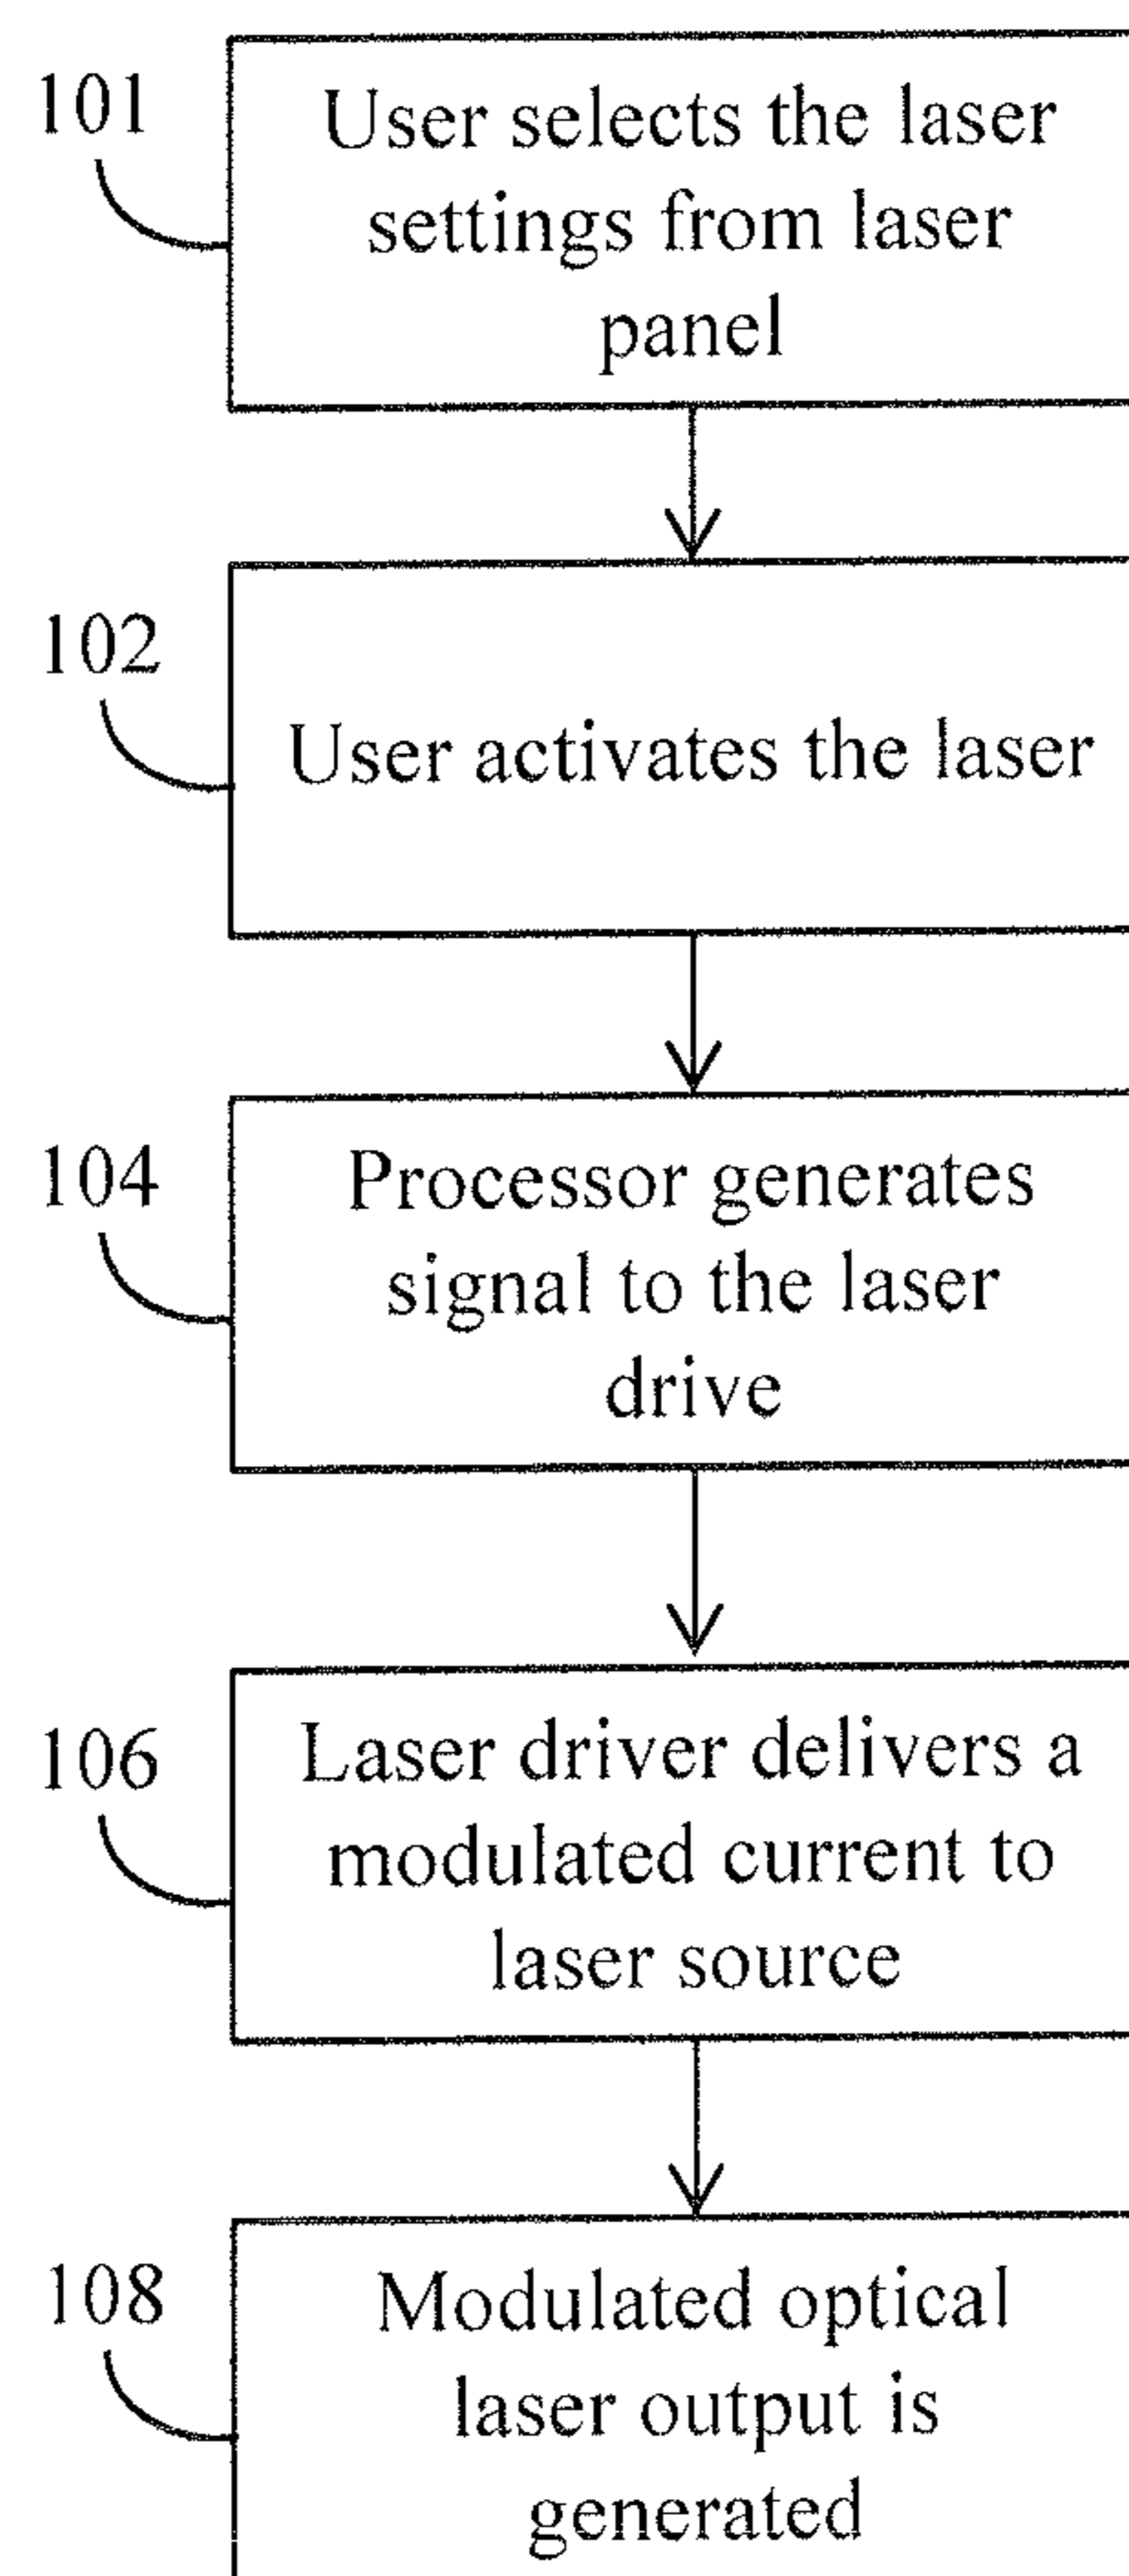 101
User selects the laser
settings from laser
panel
102
User activates the laser
104
Processor generates
signal to the laser
drive
106
Laser driver delivers a
modulated current to
laser source
108
Modulated optical
laser output is
generated